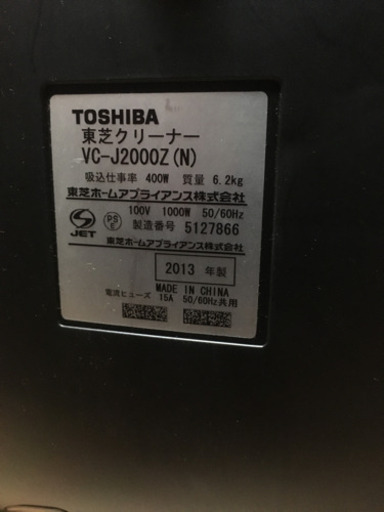 TOSHIBA
東芝クリーナー
VC-J2000Z(N)
吸込仕事率 400W 質量 6.2kg
東芝ホームアプライアンス株式会社
100V 1000W 50/60Hz
JET PS E 製造番号 5127866
東芝ホームアプライアンス株式会社
2013 年製
MADE IN CHINA
電流ヒューズ 15A 50/60Hz共用